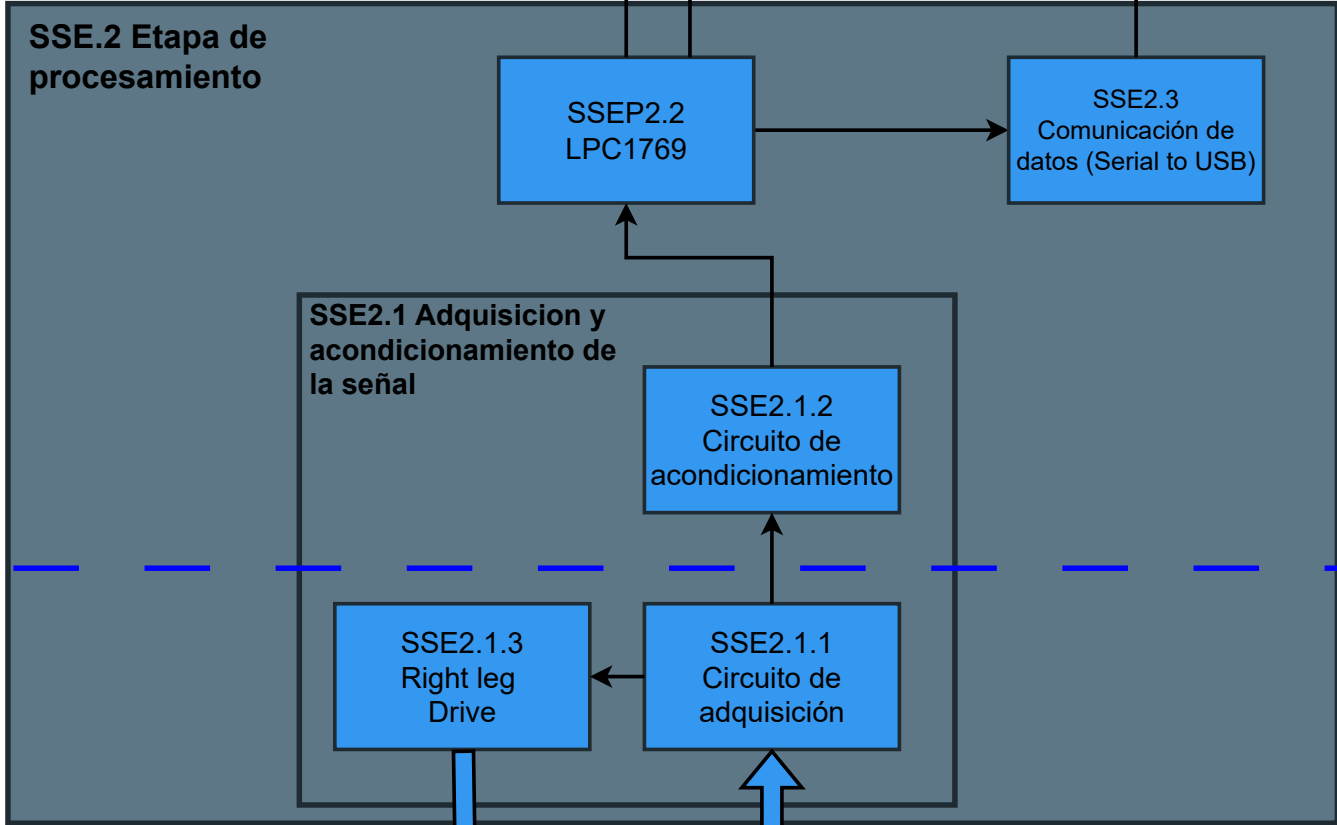 SSE.2 Etapa de
procesamiento
SSEP2.2
LPC1769
SSE2.3
Comunicación de
datos (Serial to USB)
SSE2.1 Adquisicion y
acondicionamiento de
la señal
SSE2.1.2
Circuito de
acondicionamiento
SSE2.1.3
Right leg
Drive
SSE2.1.1
Circuito de
adquisición